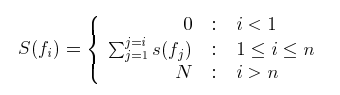 S(f_i) = { 0 : i < 1
∑_{j=1}^{j=i} s(f_j) : 1 ≤ i ≤ n
N : i > n